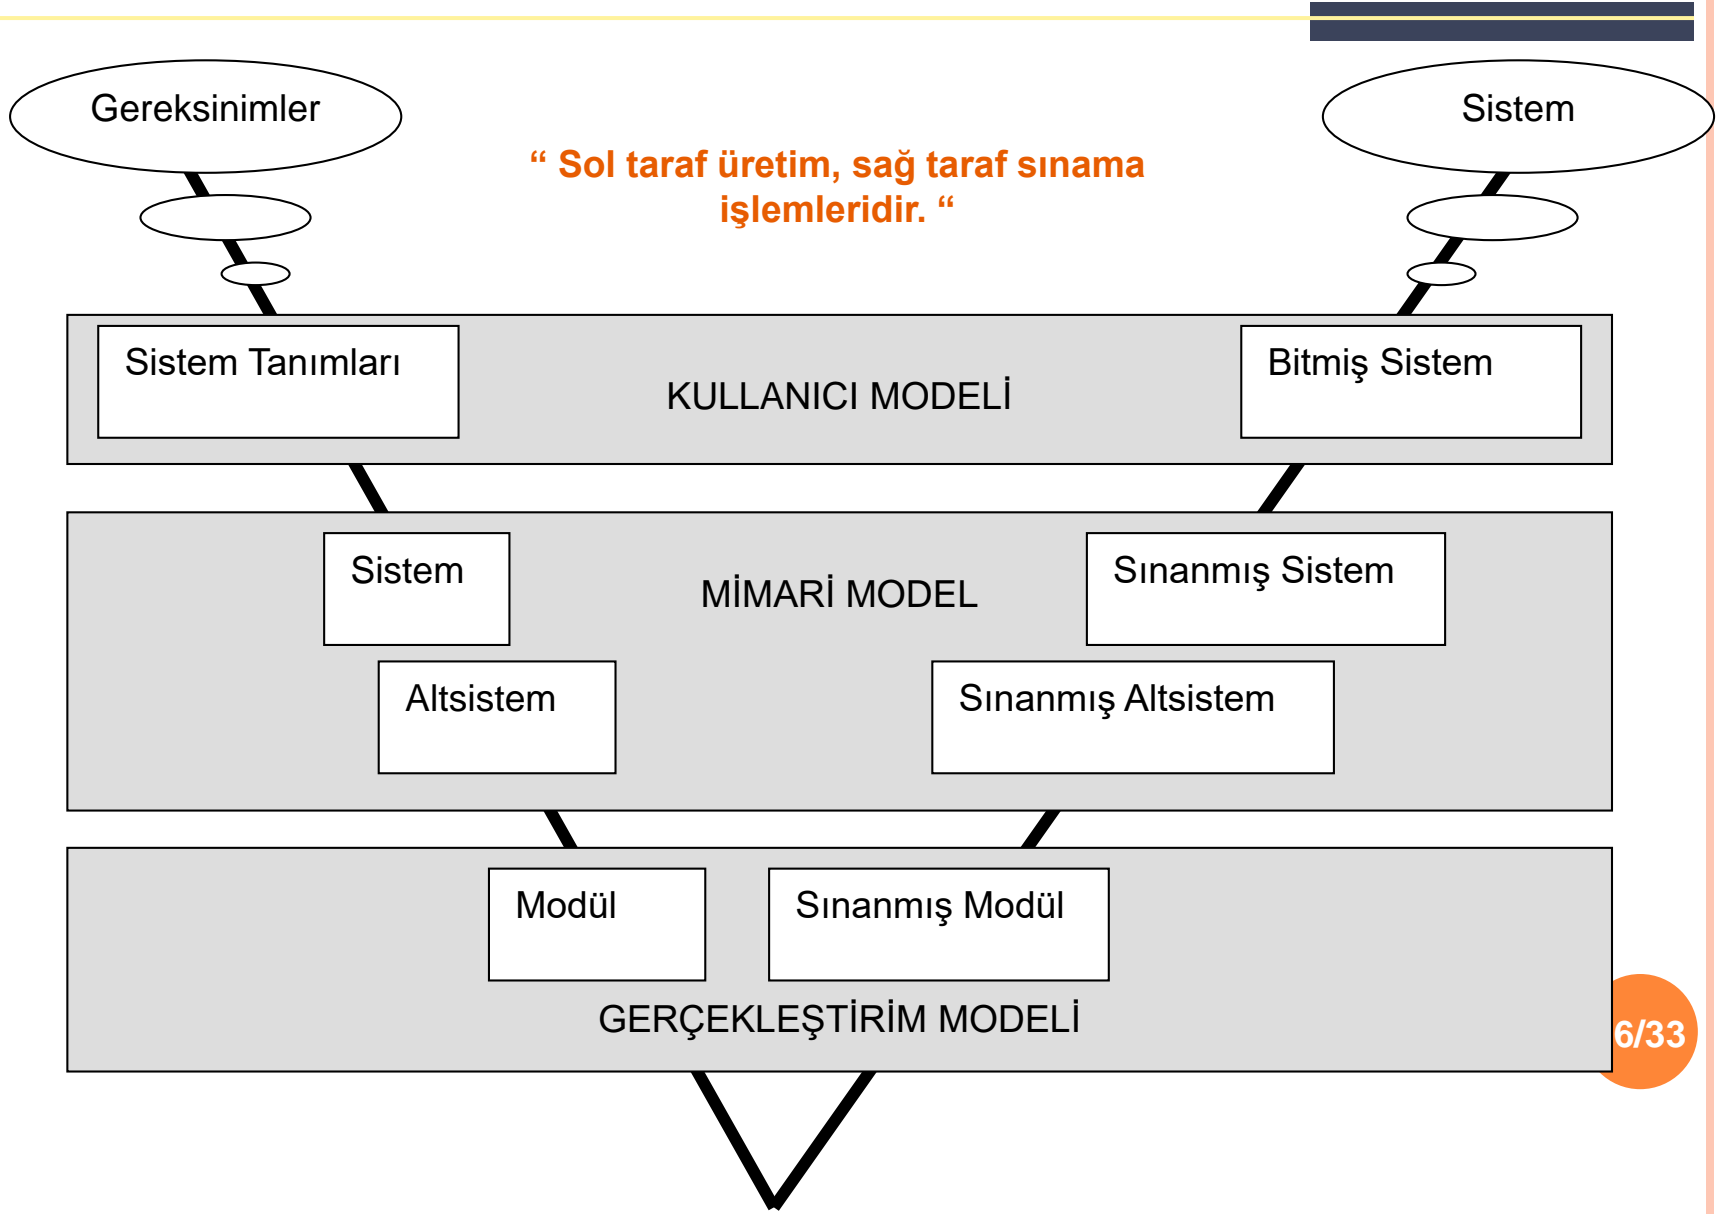 Gereksinimler
Sistem
“ Sol taraf üretim, sağ taraf sınama
işlemleridir. “
Sistem Tanımları
KULLANICI MODELİ
Bitmiş Sistem
Sistem
MİMARİ MODEL
Sınanmış Sistem
Altsistem
Sınanmış Altsistem
Modül
Sınanmış Modül
GERÇEKLEŞTİRİM MODELİ
6/33